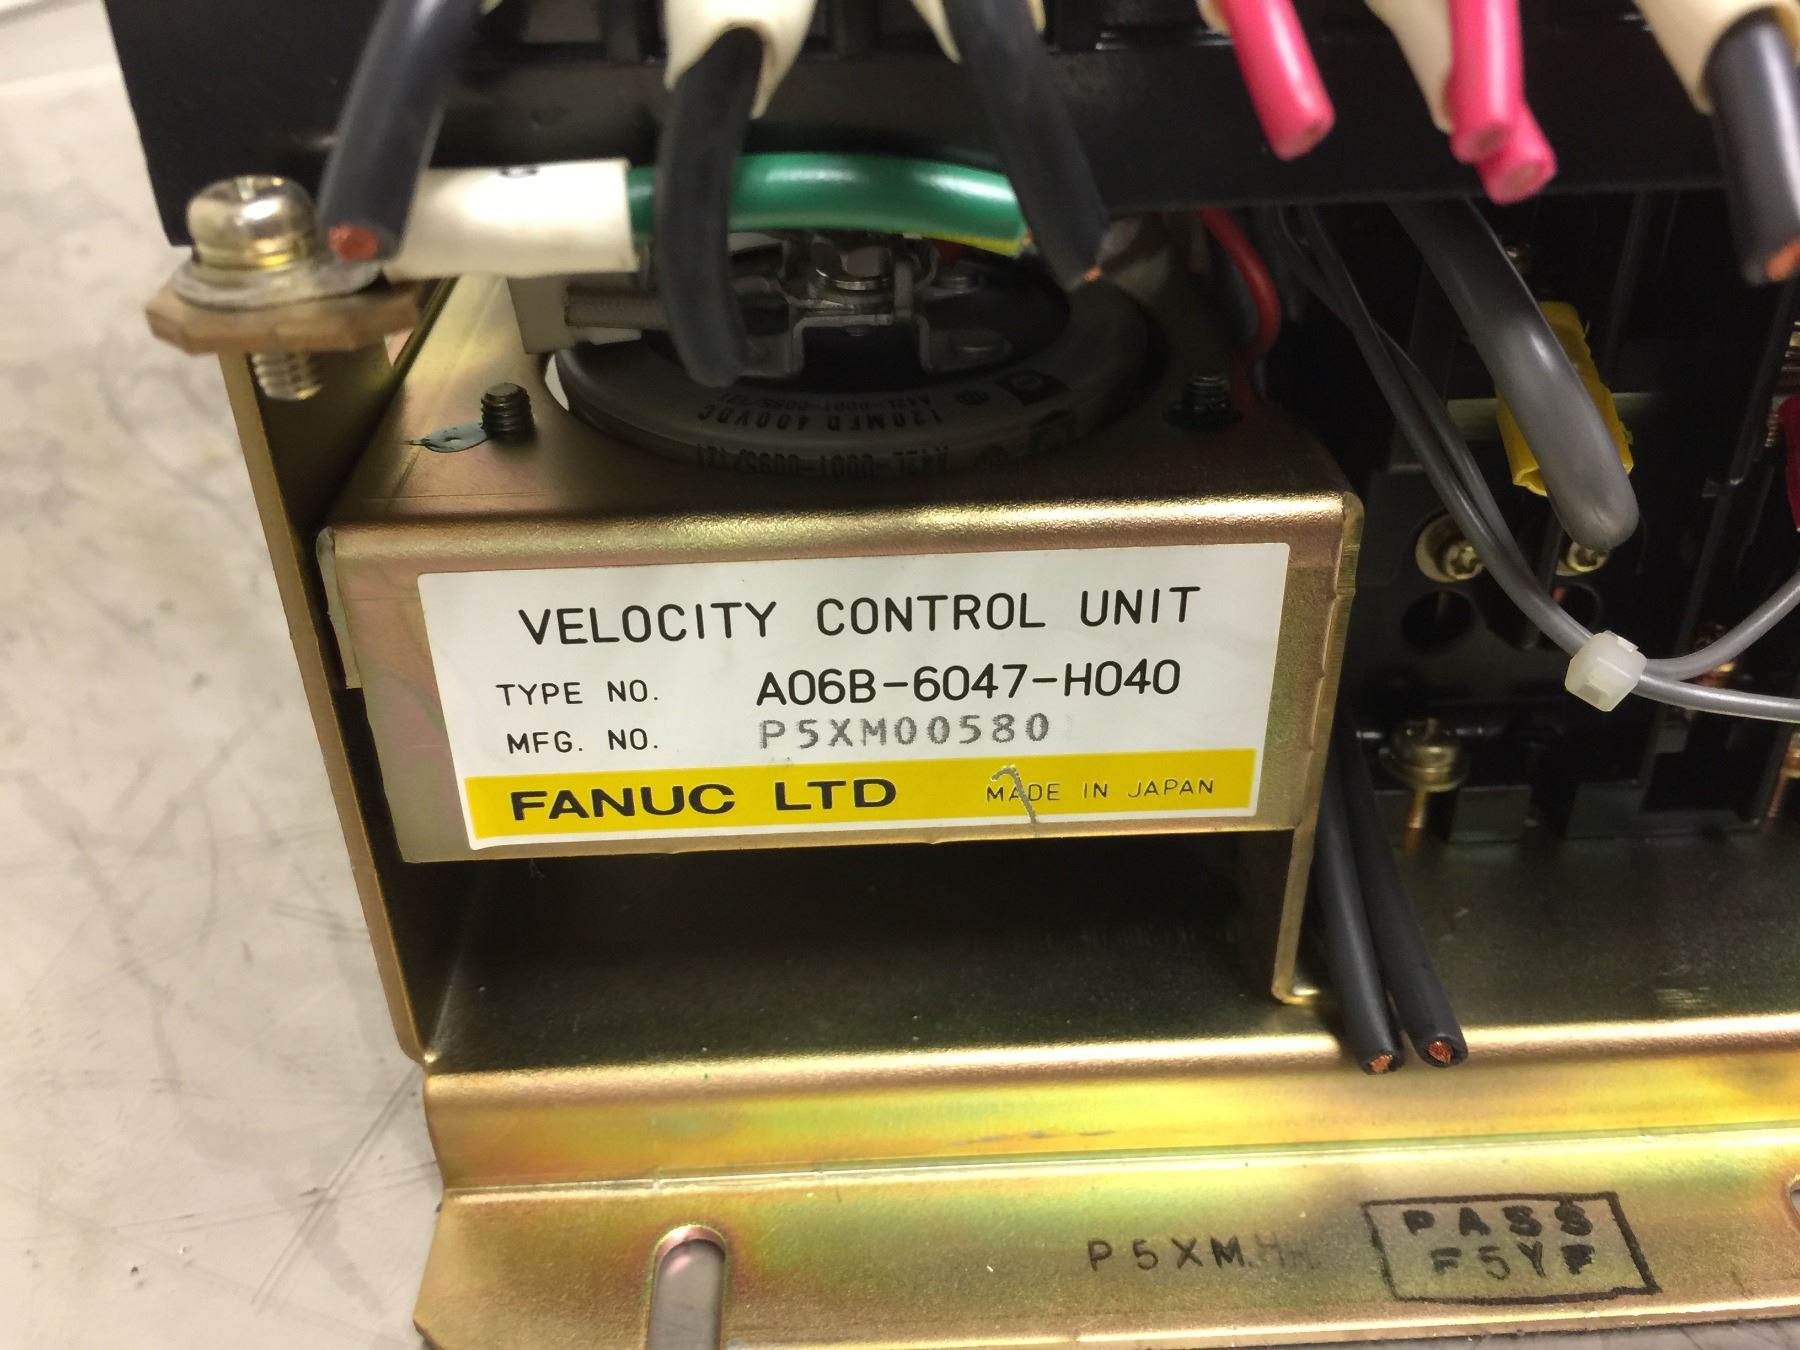 120MFD 400VDC
VELOCITY CONTROL UNIT
TYPE NO. A06B-6047-H040
MFG. NO. P5XM00580
FANUC LTD MADE IN JAPAN
P5XM
PASS
F5YF